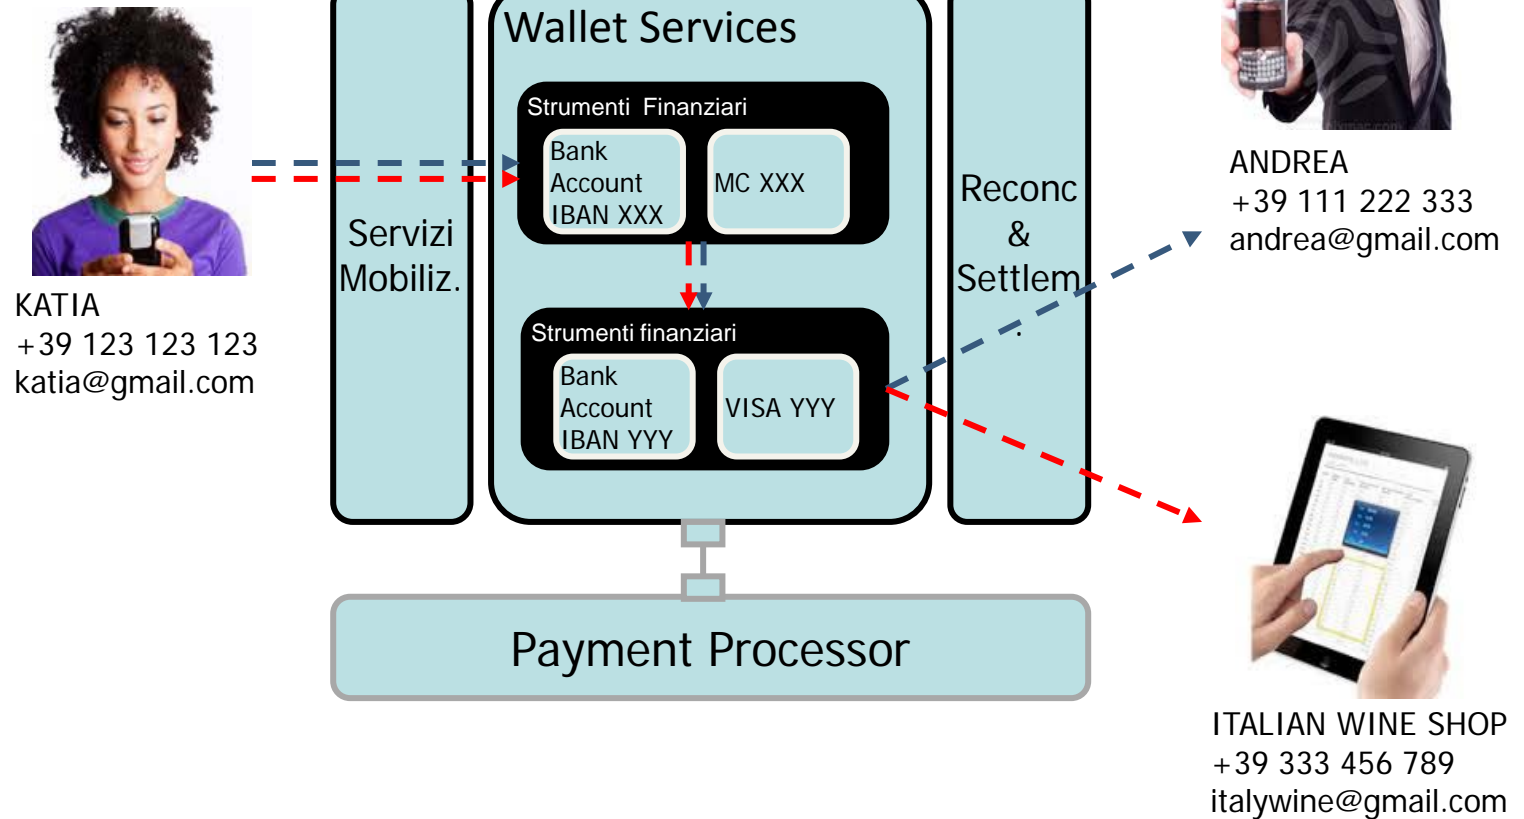 Wallet Services
Strumenti Finanziari
Bank
Account
IBAN XXX
MC XXX
Strumenti finanziari
Bank
Account
IBAN YYY
VISA YYY
Servizi
Mobiliz.
Reconc
&
Settlem
.
KATIA
+39 123 123 123
katia@gmail.com
ANDREA
+39 111 222 333
andrea@gmail.com
Payment Processor
ITALIAN WINE SHOP
+39 333 456 789
italywine@gmail.com